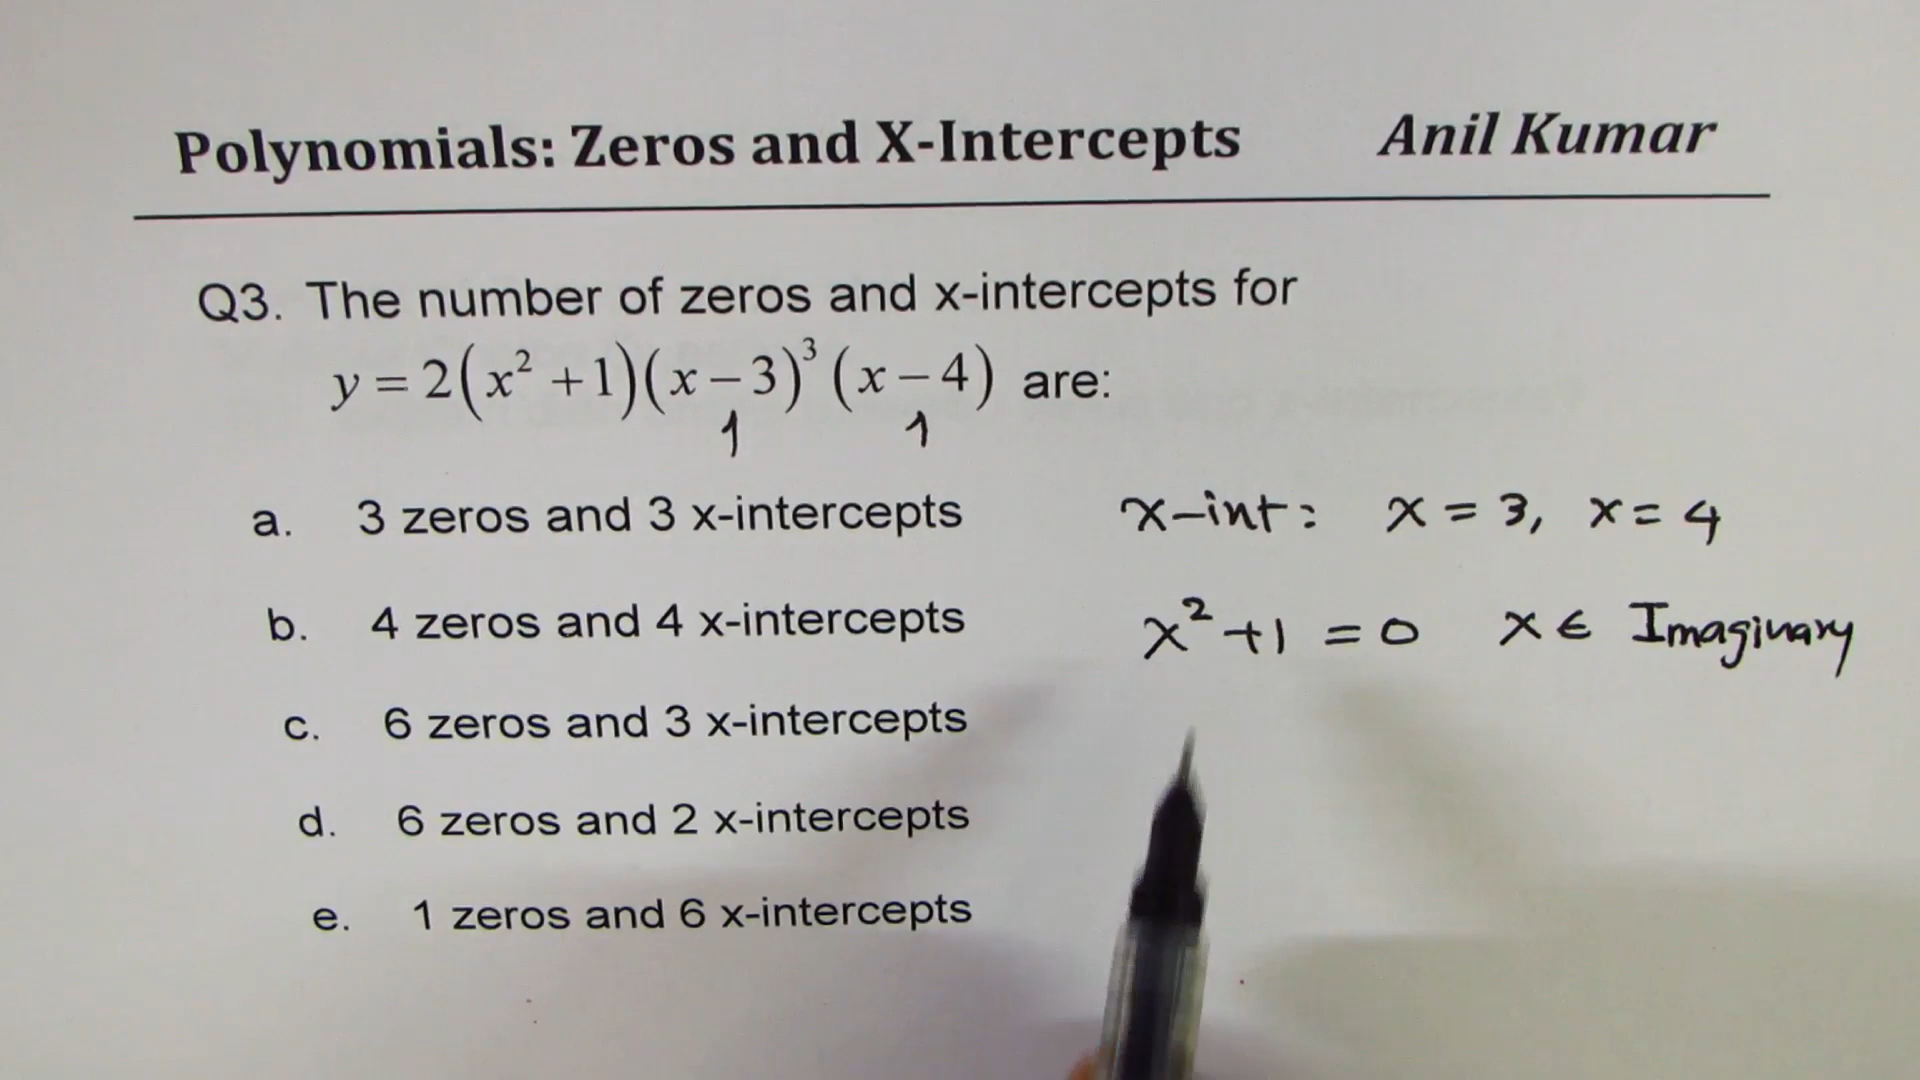 Polynomials: Zeros and X-Intercepts Anil Kumar
Q3. The number of zeros and x-intercepts for
y = 2(x² + 1)(x − 3)³(x − 4) are:
1 1
a. 3 zeros and 3 x-intercepts
x-int: x = 3, x = 4
b. 4 zeros and 4 x-intercepts
x² + 1 = 0 x ∈ Imaginary
c. 6 zeros and 3 x-intercepts
d. 6 zeros and 2 x-intercepts
e. 1 zeros and 6 x-intercepts